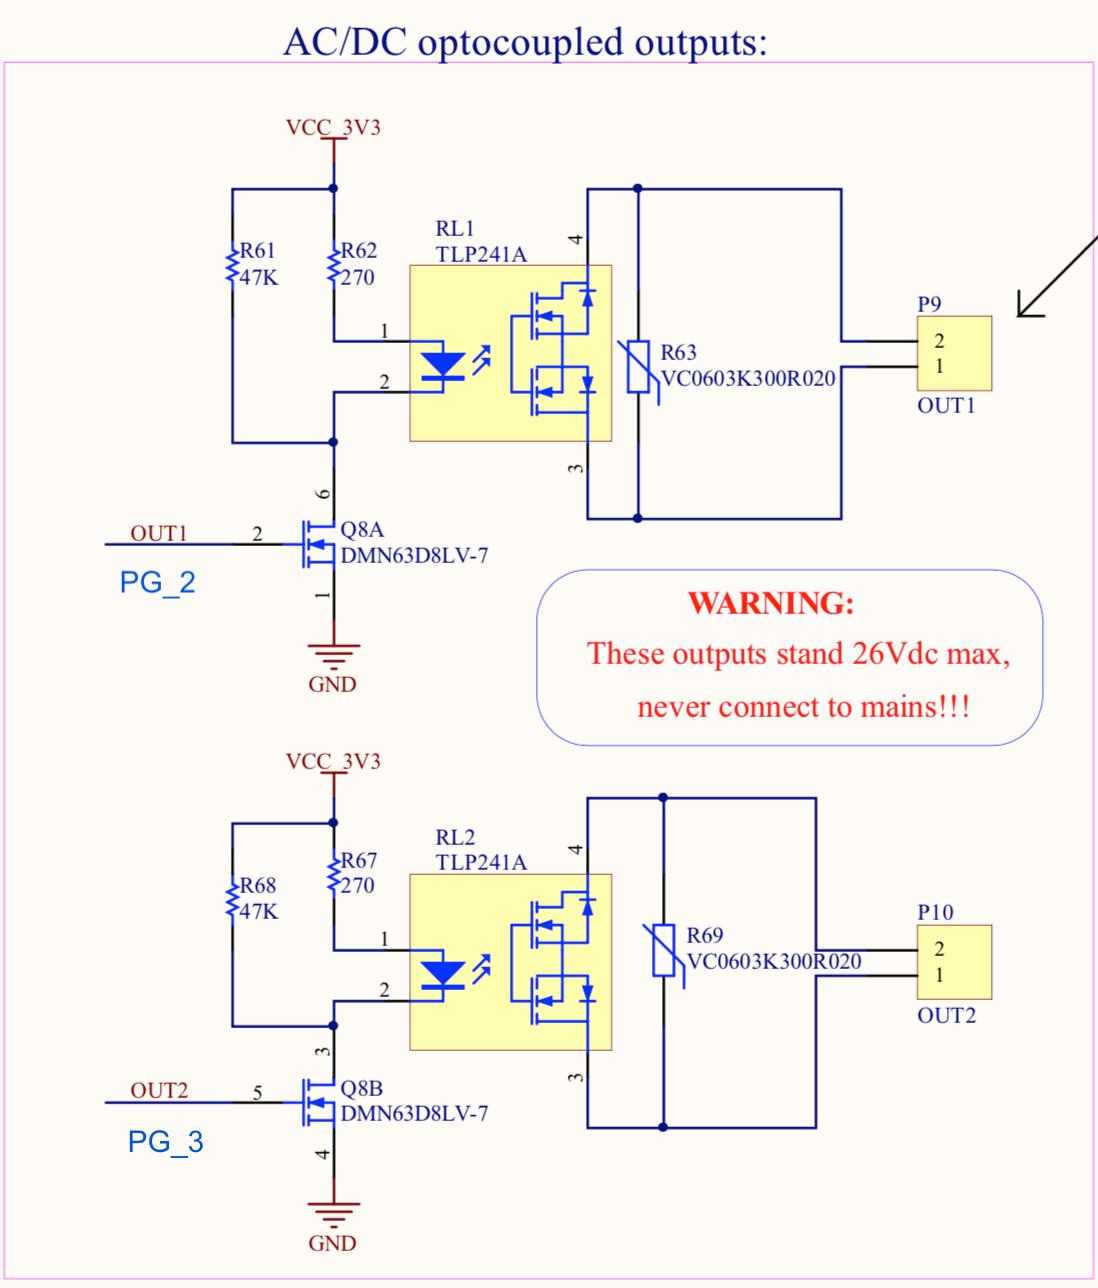 AC/DC optocoupled outputs:
VCC_3V3
R61
47K
R62
270
RL1
TLP241A
4
1
2
3
R63
VC0603K300R020
P9
2
1
OUT1
6
OUT1
2
Q8A
DMN63D8LV-7
PG_2
1
GND
WARNING:
These outputs stand 26Vdc max,
never connect to mains!!!
VCC_3V3
R68
47K
R67
270
RL2
TLP241A
4
1
2
3
R69
VC0603K300R020
P10
2
1
OUT2
3
OUT2
5
Q8B
DMN63D8LV-7
PG_3
4
GND